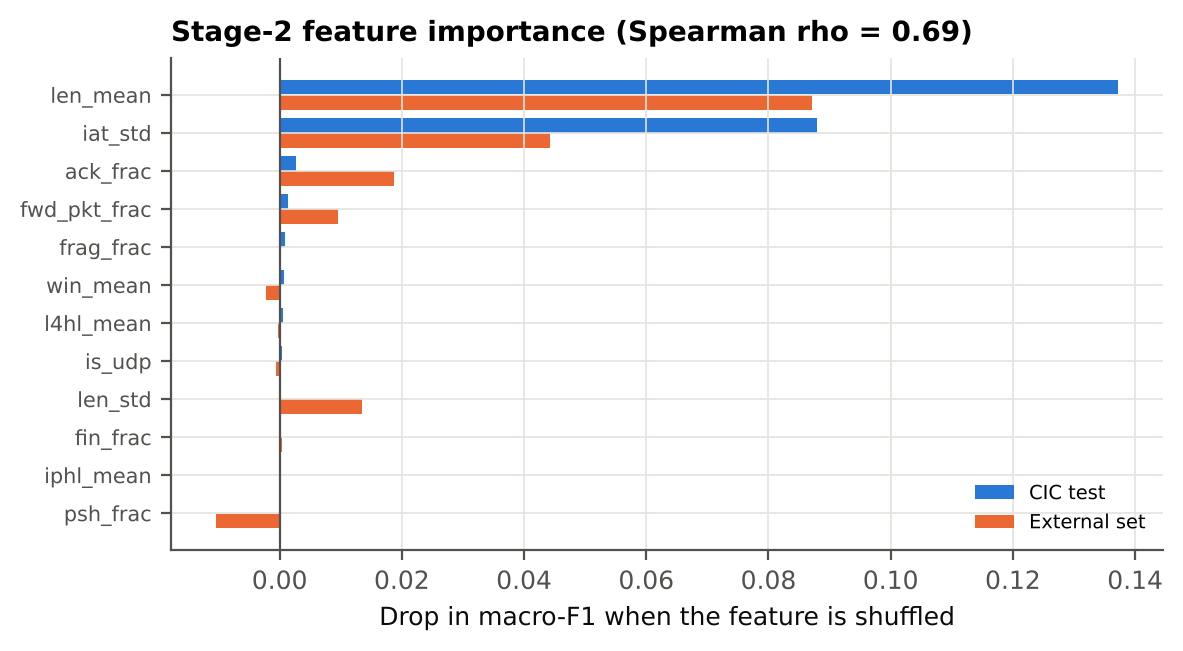 Stage-2 feature importance (Spearman rho = 0.69)
len_mean
iat_std
ack_frac
fwd_pkt_frac
frag_frac
win_mean
l4hl_mean
is_udp
len_std
fin_frac
iphl_mean
psh_frac
CIC test
External set
0.00 0.02 0.04 0.06 0.08 0.10 0.12 0.14
Drop in macro-F1 when the feature is shuffled